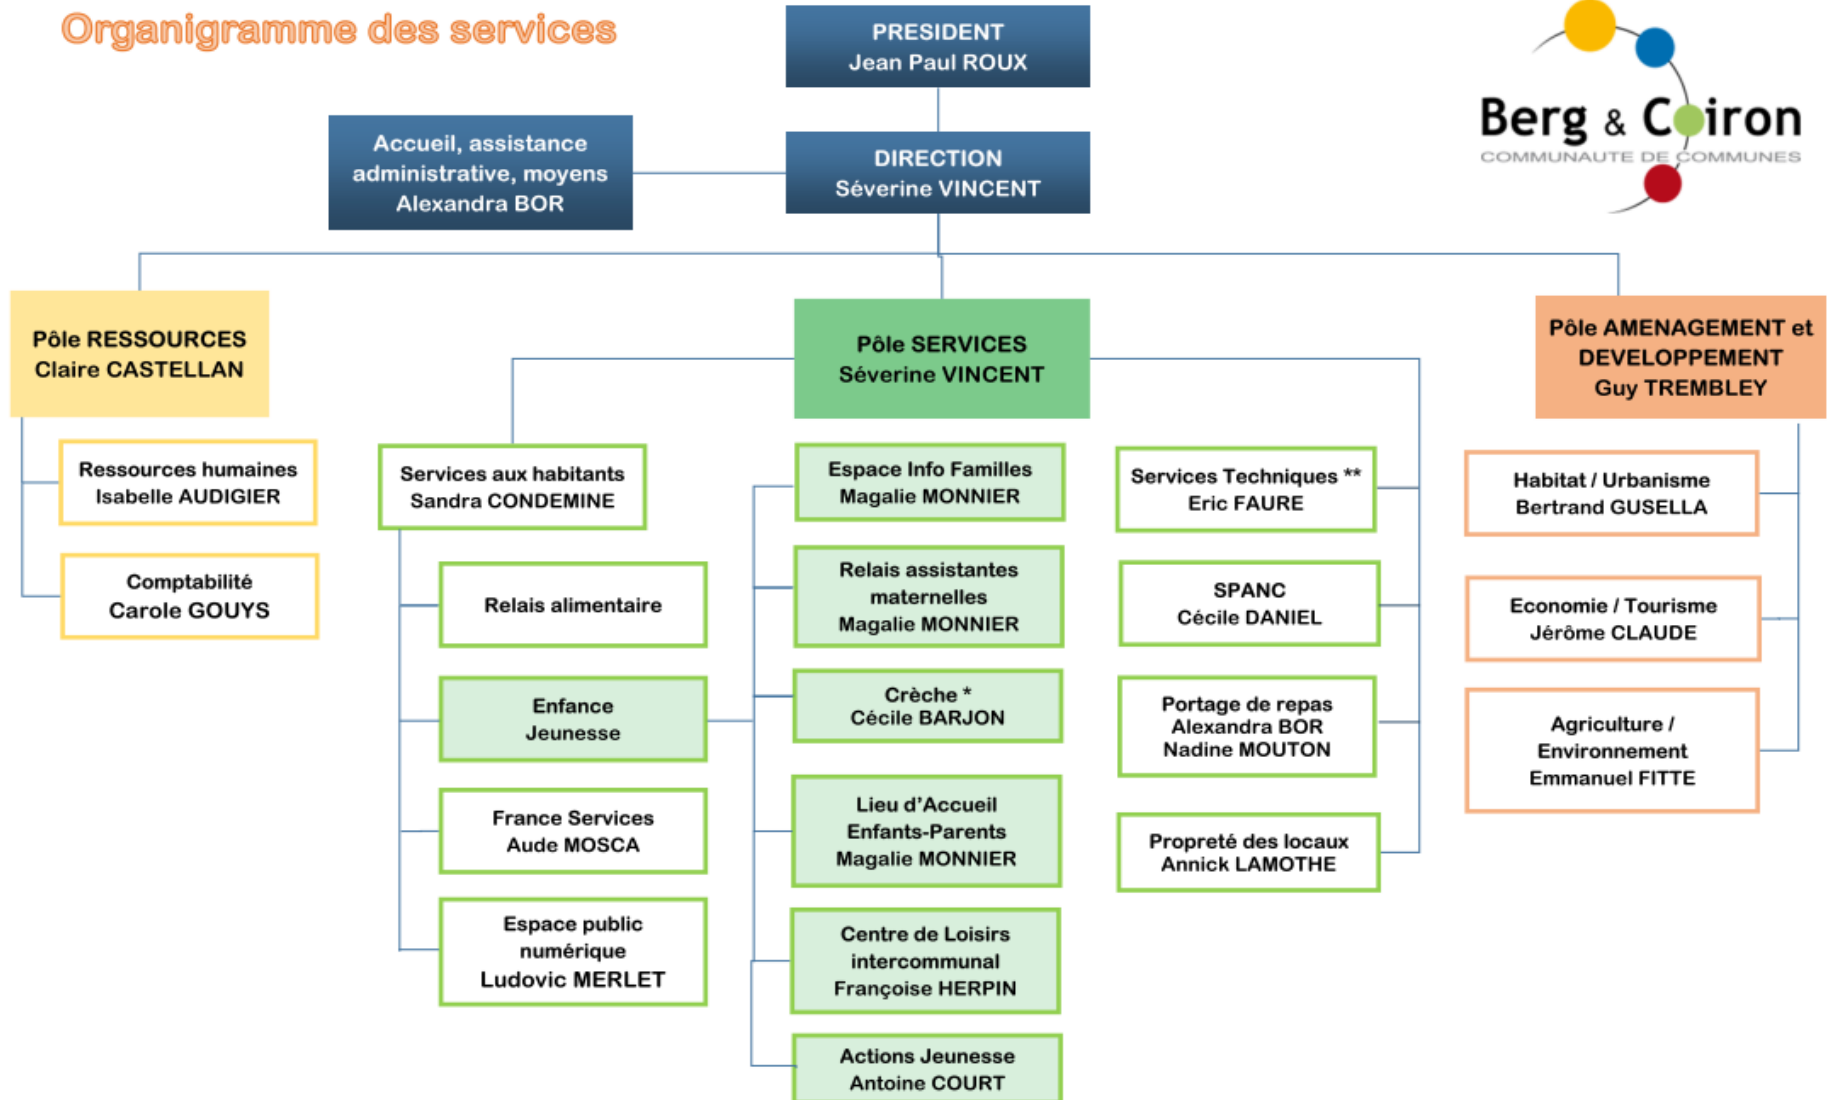 Organigramme des services
PRESIDENT
Jean Paul ROUX
Berg & Coiron
COMMUNAUTE DE COMMUNES
Accueil, assistance
administrative, moyens
Alexandra BOR
DIRECTION
Séverine VINCENT
Pôle RESSOURCES
Claire CASTELLAN
Ressources humaines
Isabelle AUDIGIER
Comptabilité
Carole GOUYS
Pôle SERVICES
Séverine VINCENT
Services aux habitants
Sandra CONDEMINE
Relais alimentaire
Enfance
Jeunesse
France Services
Aude MOSCA
Espace public
numérique
Ludovic MERLET
Espace Info Familles
Magalie MONNIER
Relais assistantes
maternelles
Magalie MONNIER
Crèche *
Cécile BARJON
Lieu d'Accueil
Enfants-Parents
Magalie MONNIER
Centre de Loisirs
intercommunal
Françoise HERPIN
Actions Jeunesse
Antoine COURT
Services Techniques **
Eric FAURE
SPANC
Cécile DANIEL
Portage de repas
Alexandra BOR
Nadine MOUTON
Propreté des locaux
Annick LAMOTHE
Pôle AMENAGEMENT et
DEVELOPPEMENT
Guy TREMBLEY
Habitat / Urbanisme
Bertrand GUSELLA
Economie / Tourisme
Jérôme CLAUDE
Agriculture /
Environnement
Emmanuel FITTE